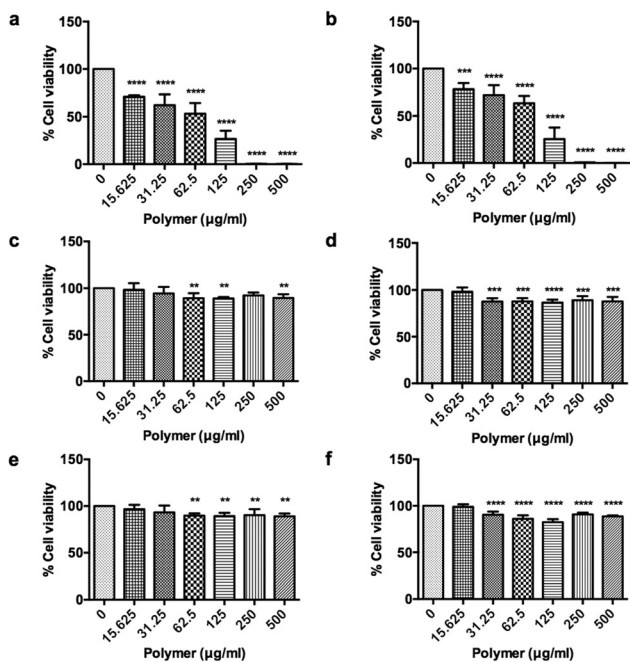 a
150
100
50
0
% Cell viability
**** **** **** **** **** ****
0 15.625 31.25 62.5 125 250 500
Polymer (µg/ml)
b
150
100
50
0
% Cell viability
*** **** **** **** **** ****
0 15.625 31.25 62.5 125 250 500
Polymer (µg/ml)
c
150
100
50
0
% Cell viability
** ** **
0 15.625 31.25 62.5 125 250 500
Polymer (µg/ml)
d
150
100
50
0
% Cell viability
*** *** **** *** ***
0 15.625 31.25 62.5 125 250 500
Polymer (µg/ml)
e
150
100
50
0
% Cell viability
** ** ** **
0 15.625 31.25 62.5 125 250 500
Polymer (µg/ml)
f
150
100
50
0
% Cell viability
**** **** **** **** ****
0 15.625 31.25 62.5 125 250 500
Polymer (µg/ml)